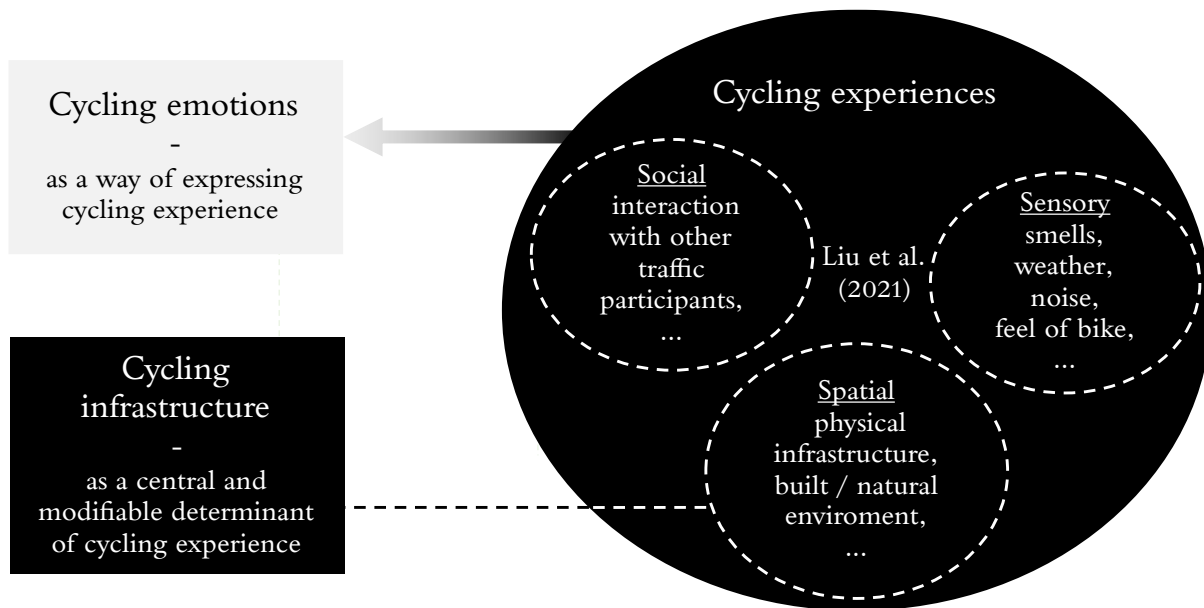 Cycling emotions
-
as a way of expressing
cycling experience
Cycling
infrastructure
-
as a central and
modifiable determinant
of cycling experience
Cycling experiences
Social
interaction
with other
traffic
participants,
...
Liu et al.
(2021)
Sensory
smells,
weather,
noise,
feel of bike,
...
Spatial
physical
infrastructure,
built / natural
enviroment,
...